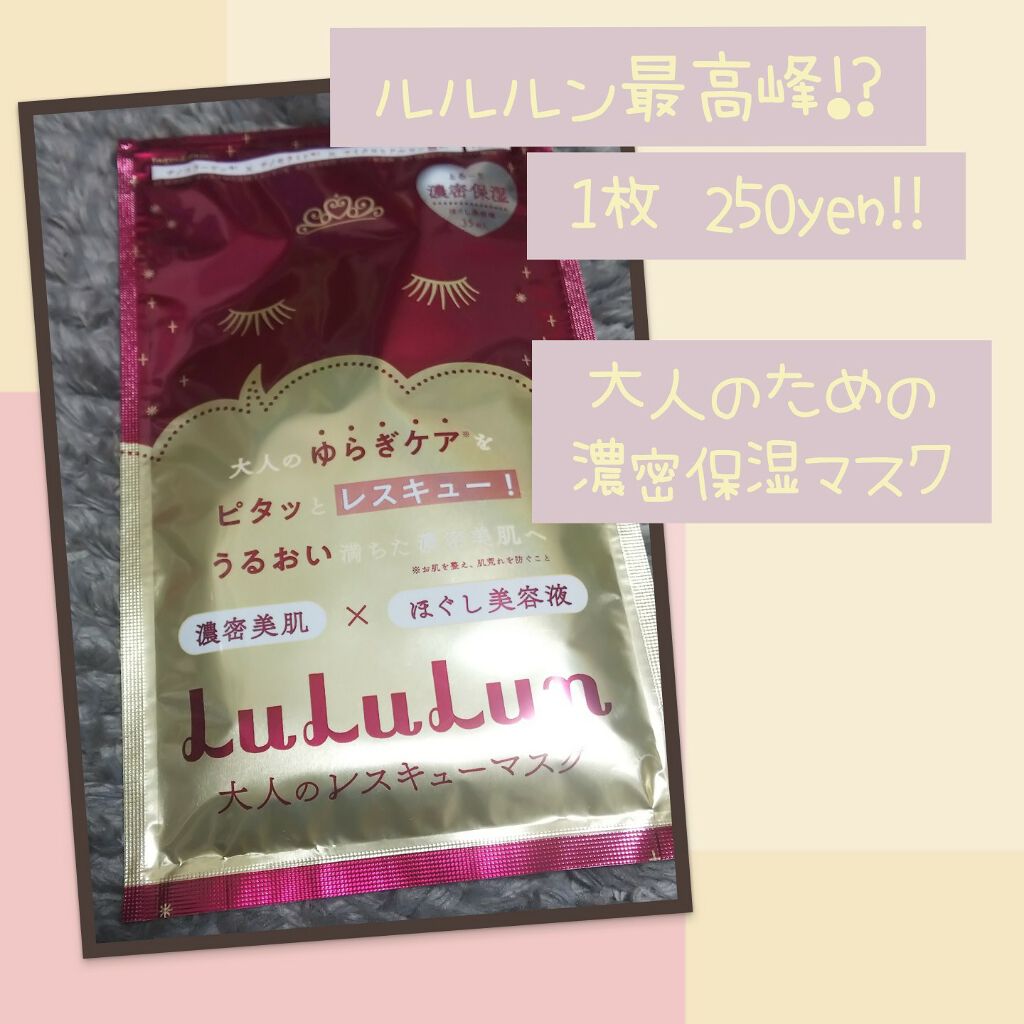 ルルルン最高峰!?
1枚 250yen!!
大人のための
濃密保湿マスク
濃密保湿
大人のゆらぎケア※を
ピタッとレスキュー!
うるおい満ちた濃密美肌へ
※お肌を整え、肌荒れを防ぐこと
濃密美肌 × ほぐし美容液
LuLuLun
大人のレスキューマスク